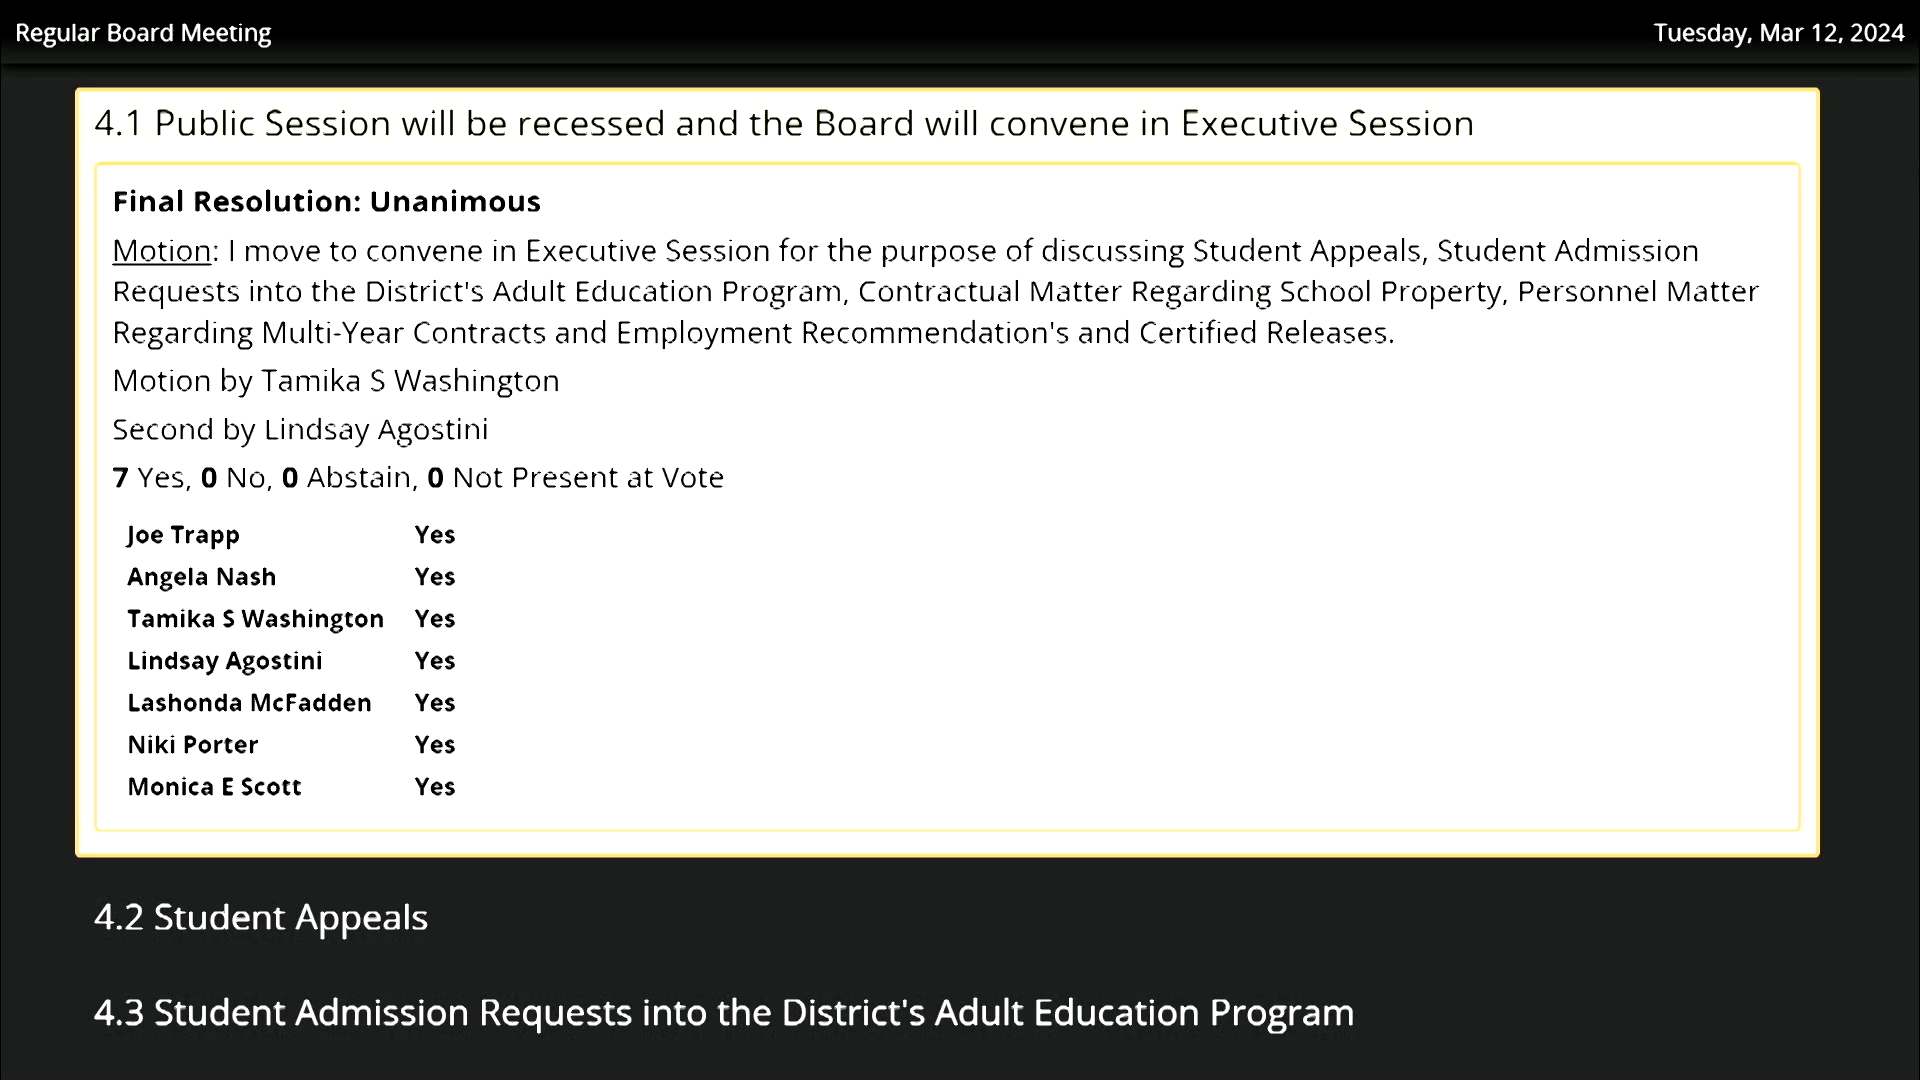 Regular Board Meeting
Tuesday, Mar 12, 2024
4.1 Public Session will be recessed and the Board will convene in Executive Session
Final Resolution: Unanimous
Motion: I move to convene in Executive Session for the purpose of discussing Student Appeals, Student Admission
Requests into the District's Adult Education Program, Contractual Matter Regarding School Property, Personnel Matter
Regarding Multi-Year Contracts and Employment Recommendation's and Certified Releases.
Motion by Tamika S Washington
Second by Lindsay Agostini
7 Yes, 0 No, 0 Abstain, 0 Not Present at Vote
Joe Trapp Yes
Angela Nash Yes
Tamika S Washington Yes
Lindsay Agostini Yes
Lashonda McFadden Yes
Niki Porter Yes
Monica E Scott Yes
4.2 Student Appeals
4.3 Student Admission Requests into the District's Adult Education Program